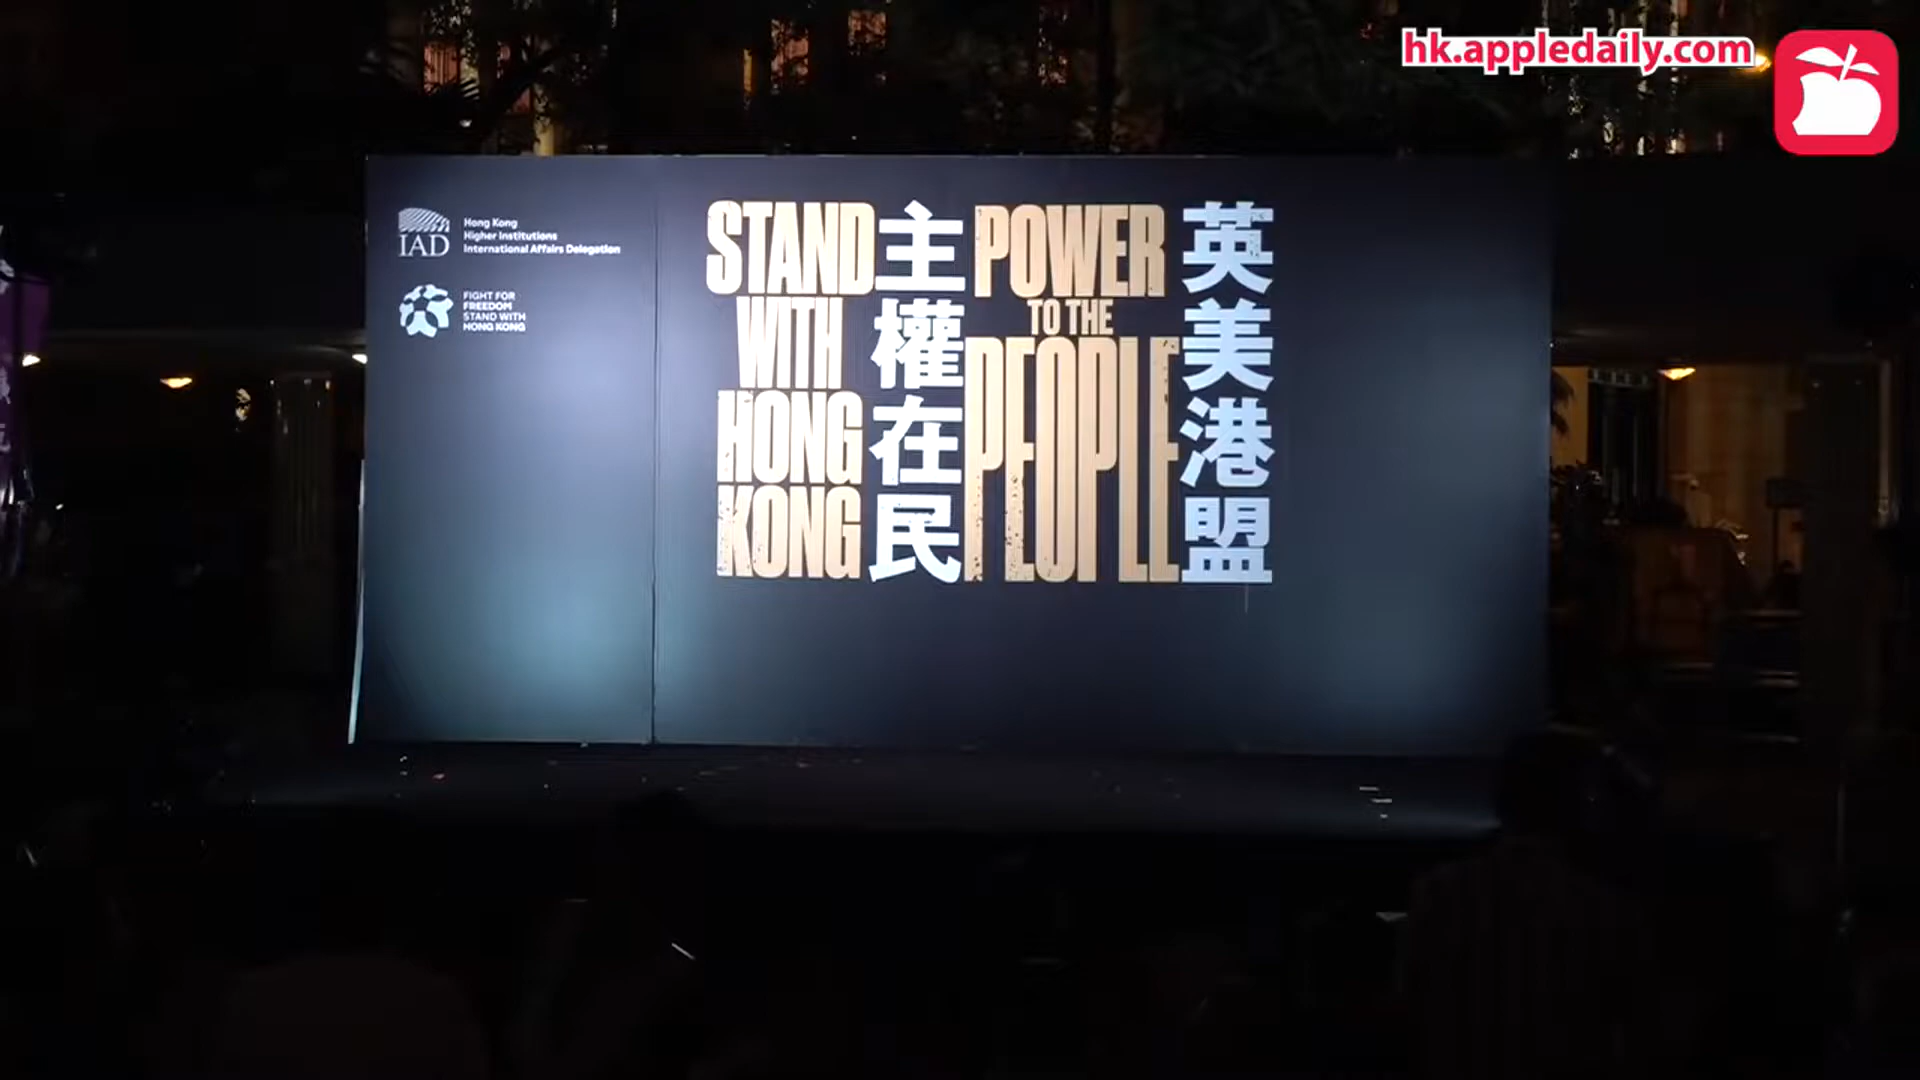 hk.appledaily.com
IAD
Hong Kong
Higher Institutions
International Affairs Delegation
FIGHT FOR
FREEDOM
STAND WITH
HONG KONG
STAND
WITH
HONG
KONG
主權在民
POWER
TO THE
PEOPLE
英美港盟